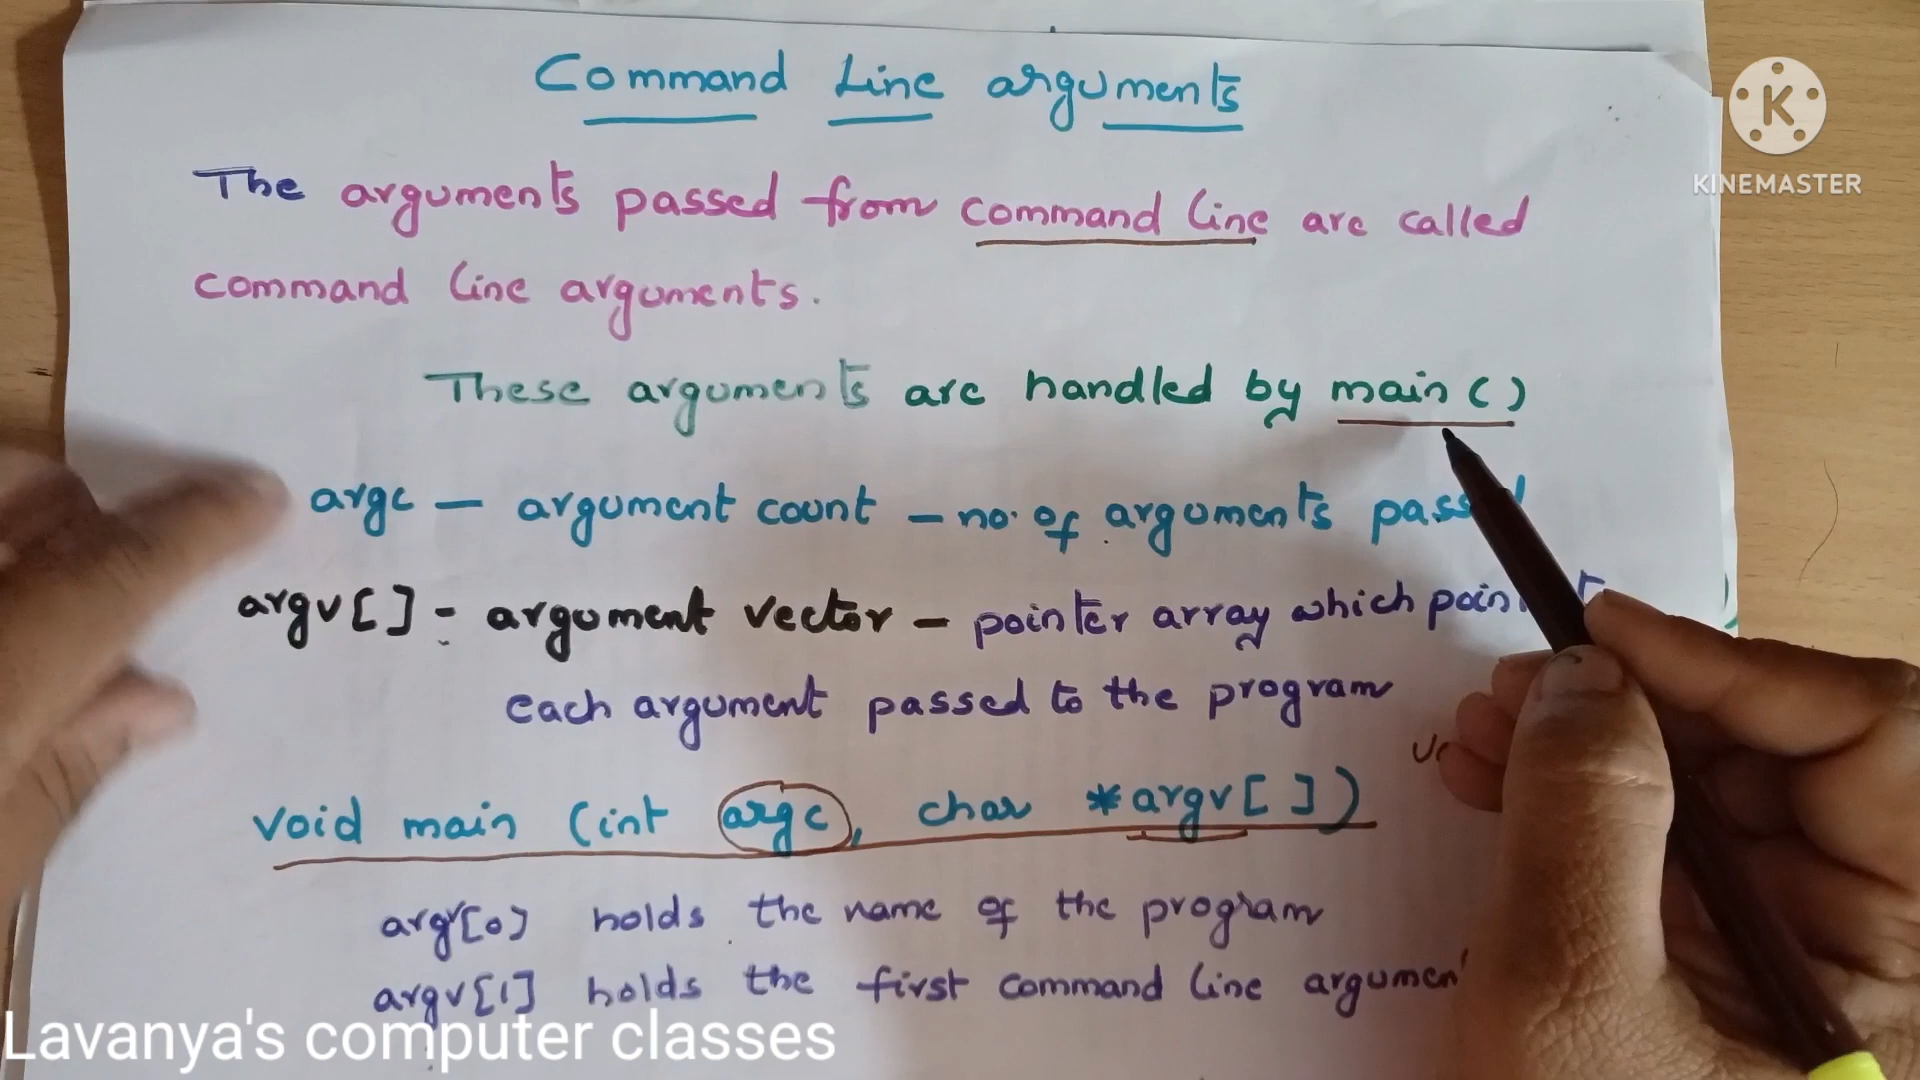 Command Line arguments
The arguments passed from command line are called
command line arguments.
These arguments are handled by main ( )
argc – argument count – no. of arguments
argv[ ] - argument vector – pointer array which
each argument passed to the program
void main (int argc, char *argv[ ])
argv[0] holds the name of the program
argv[1] holds the first command line
K
KINEMASTER
Lavanya's computer classes